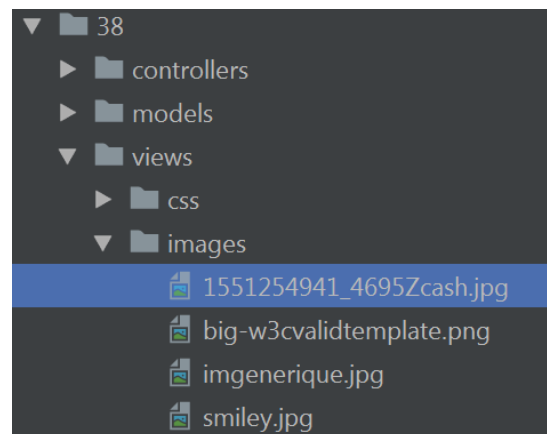 38
controllers
models
views
css
images
1551254941_4695Zcash.jpg
big-w3cvalidtemplate.png
imgenerique.jpg
smiley.jpg